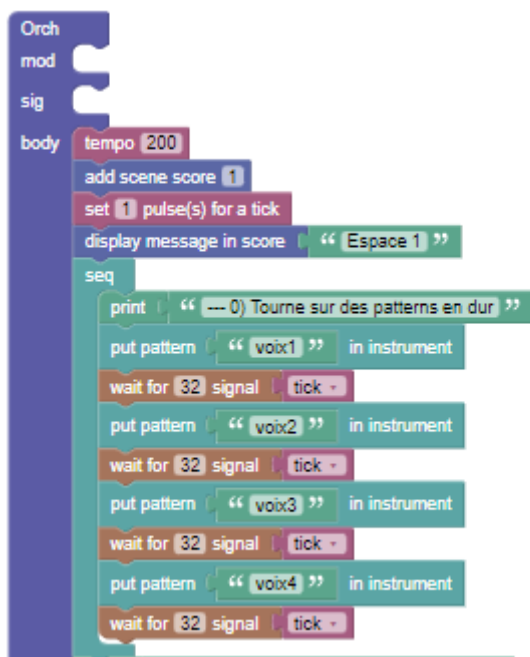 Orch
mod
sig
body tempo 200
add scene score 1
set 1 pulse(s) for a tick
display message in score “ Espace 1 ”
seq
print “ --- 0) Tourne sur des patterns en dur ”
put pattern “ voix1 ” in instrument
wait for 32 signal tick
put pattern “ voix2 ” in instrument
wait for 32 signal tick
put pattern “ voix3 ” in instrument
wait for 32 signal tick
put pattern “ voix4 ” in instrument
wait for 32 signal tick